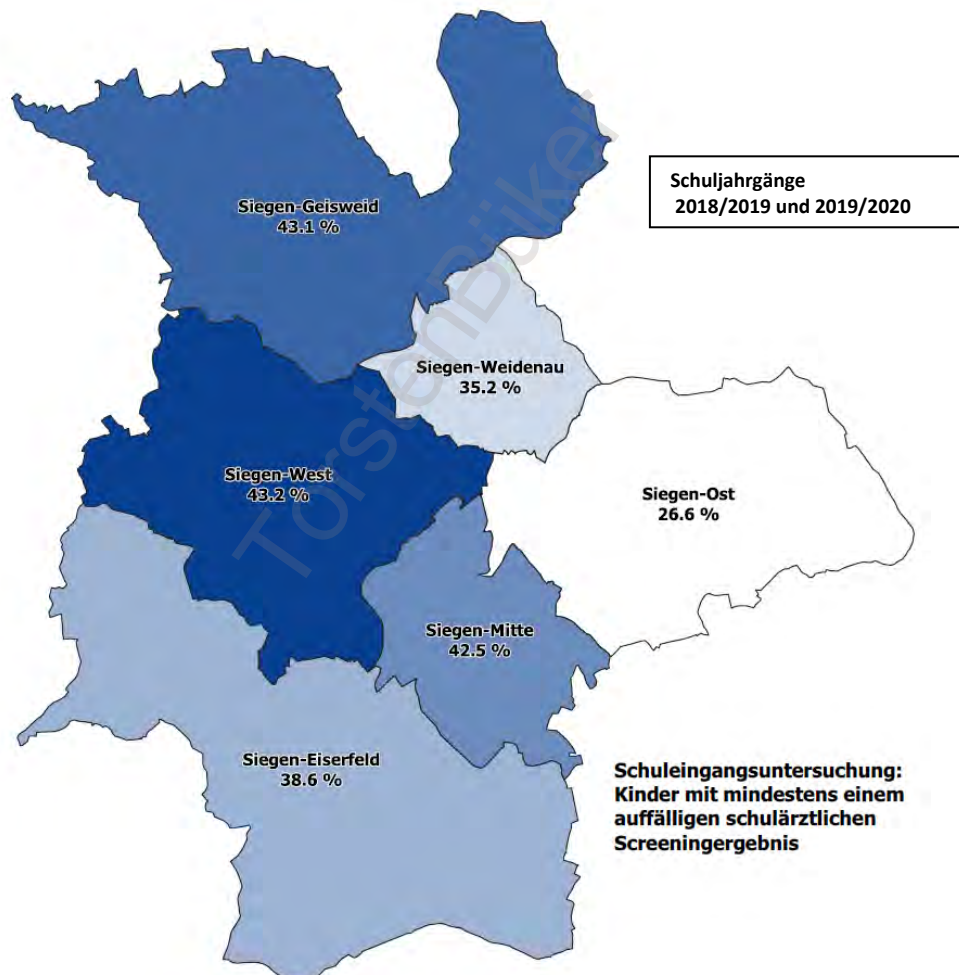 Schuljahrgänge
2018/2019 und 2019/2020
Siegen-Geisweid
43.1 %
Siegen-Weidenau
35.2 %
Siegen-West
43.2 %
Siegen-Ost
26.6 %
Siegen-Mitte
42.5 %
Siegen-Eiserfeld
38.6 %
Schuleingangsuntersuchung:
Kinder mit mindestens einem
auffälligen schulärztlichen
Screeningergebnis
TorstenBüker